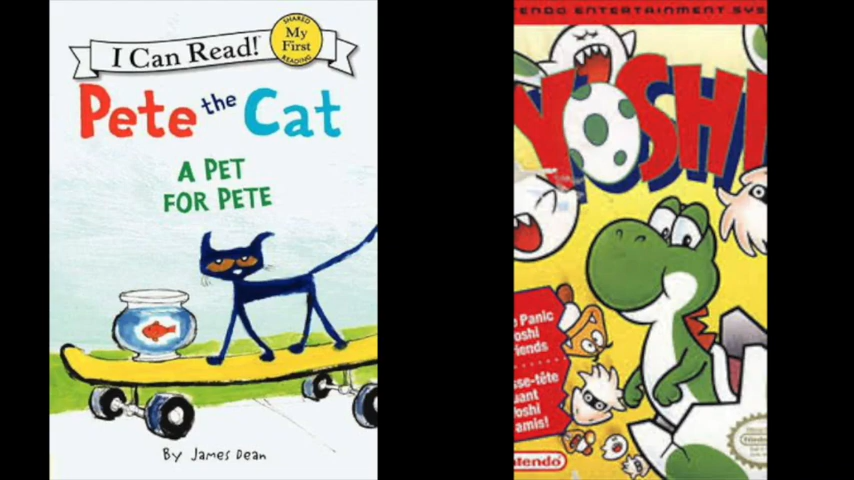 I Can Read!
SHARED
My
First
READING
Pete the Cat
A PET
FOR PETE
By James Dean
ENDO ENTERTAINMENT SYS
YOSHI
Panic
oshi
riends
sse-tête
uant
oshi
amis!
ntendo